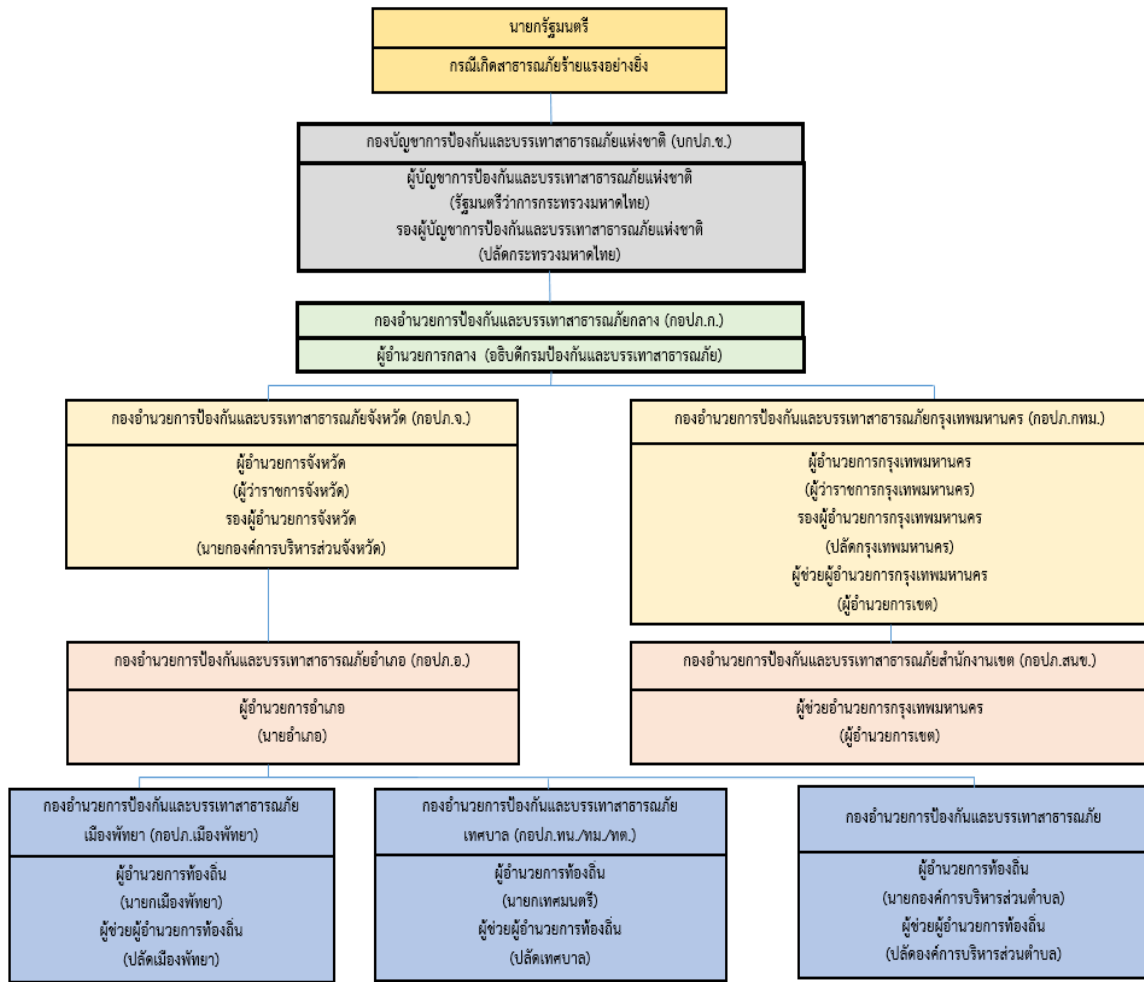 นายกรัฐมนตรี
กรณีเกิดสาธารณภัยร้ายแรงอย่างยิ่ง
กองบัญชาการป้องกันและบรรเทาสาธารณภัยแห่งชาติ (บกปภ.ช.)
ผู้บัญชาการป้องกันและบรรเทาสาธารณภัยแห่งชาติ
(รัฐมนตรีว่าการกระทรวงมหาดไทย)
รองผู้บัญชาการป้องกันและบรรเทาสาธารณภัยแห่งชาติ
(ปลัดกระทรวงมหาดไทย)
กองอำนวยการป้องกันและบรรเทาสาธารณภัยกลาง (กอปภ.ก.)
ผู้อำนวยการกลาง (อธิบดีกรมป้องกันและบรรเทาสาธารณภัย)
กองอำนวยการป้องกันและบรรเทาสาธารณภัยจังหวัด (กอปภ.จ.)
ผู้อำนวยการจังหวัด
(ผู้ว่าราชการจังหวัด)
รองผู้อำนวยการจังหวัด
(นายกองค์การบริหารส่วนจังหวัด)
กองอำนวยการป้องกันและบรรเทาสาธารณภัยกรุงเทพมหานคร (กอปภ.กทม.)
ผู้อำนวยการกรุงเทพมหานคร
(ผู้ว่าราชการกรุงเทพมหานคร)
รองผู้อำนวยการกรุงเทพมหานคร
(ปลัดกรุงเทพมหานคร)
ผู้ช่วยผู้อำนวยการกรุงเทพมหานคร
(ผู้อำนวยการเขต)
กองอำนวยการป้องกันและบรรเทาสาธารณภัยอำเภอ (กอปภ.อ.)
ผู้อำนวยการอำเภอ
(นายอำเภอ)
กองอำนวยการป้องกันและบรรเทาสาธารณภัยสำนักงานเขต (กอปภ.สนข.)
ผู้ช่วยอำนวยการกรุงเทพมหานคร
(ผู้อำนวยการเขต)
กองอำนวยการป้องกันและบรรเทาสาธารณภัย
เมืองพัทยา (กอปภ.เมืองพัทยา)
ผู้อำนวยการท้องถิ่น
(นายกเมืองพัทยา)
ผู้ช่วยผู้อำนวยการท้องถิ่น
(ปลัดเมืองพัทยา)
กองอำนวยการป้องกันและบรรเทาสาธารณภัย
เทศบาล (กอปภ.ทน./ทม./ทต.)
ผู้อำนวยการท้องถิ่น
(นายกเทศมนตรี)
ผู้ช่วยผู้อำนวยการท้องถิ่น
(ปลัดเทศบาล)
กองอำนวยการป้องกันและบรรเทาสาธารณภัย
ผู้อำนวยการท้องถิ่น
(นายกองค์การบริหารส่วนตำบล)
ผู้ช่วยผู้อำนวยการท้องถิ่น
(ปลัดองค์การบริหารส่วนตำบล)